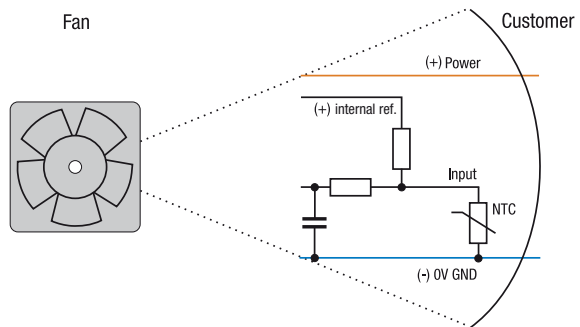 Fan
Customer
(+) Power
(+) internal ref.
Input
NTC
(-) 0V GND